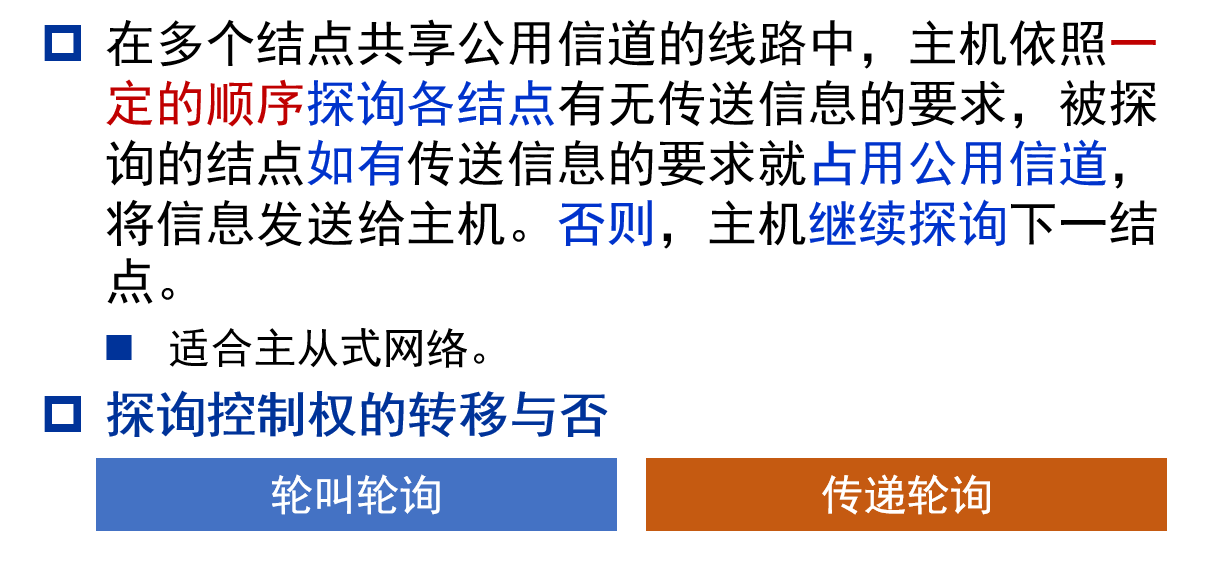 在多个结点共享公用信道的线路中，主机依照一
定的顺序探询各结点有无传送信息的要求，被探
询的结点如有传送信息的要求就占用公用信道，
将信息发送给主机。否则，主机继续探询下一结
点。
适合主从式网络。
探询控制权的转移与否
轮叫轮询
传递轮询